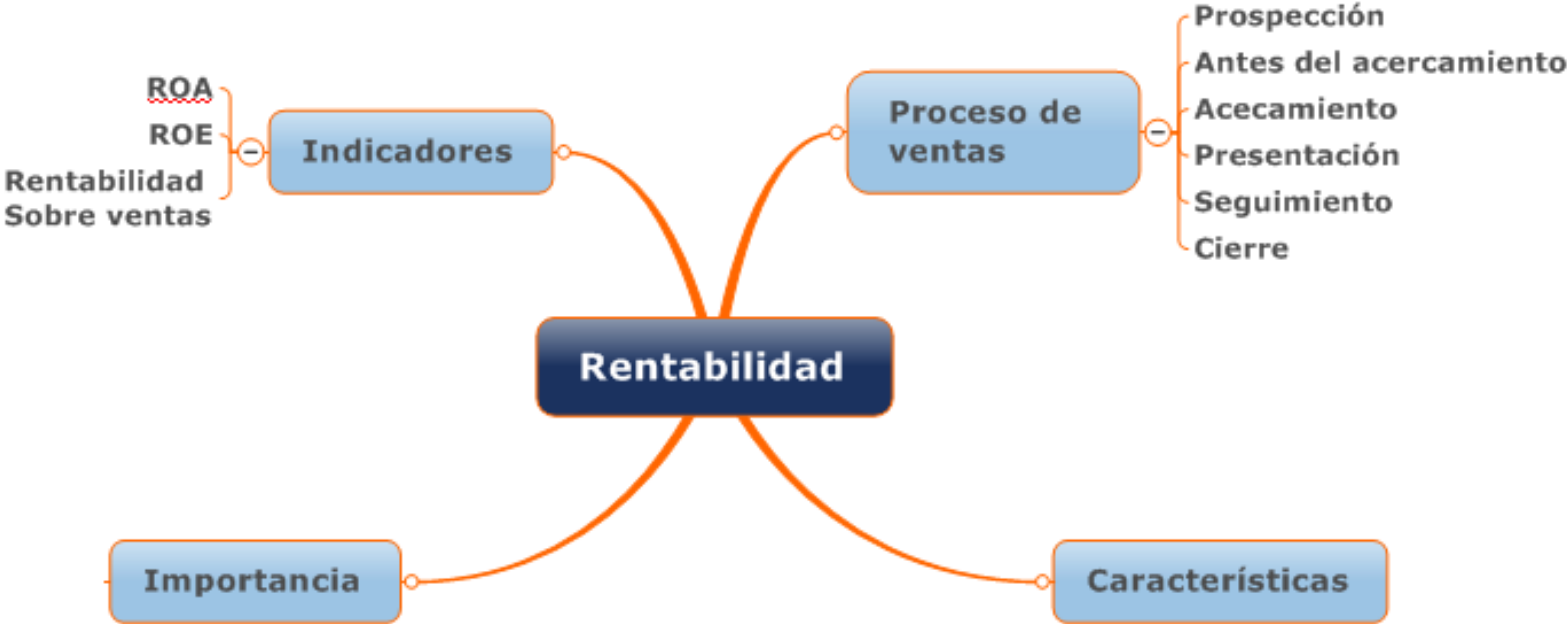 Prospección
Antes del acercamiento
Acecamiento
Presentación
Seguimiento
Cierre
Proceso de
ventas
ROA
ROE
Rentabilidad
Sobre ventas
Indicadores
Rentabilidad
Importancia
Características